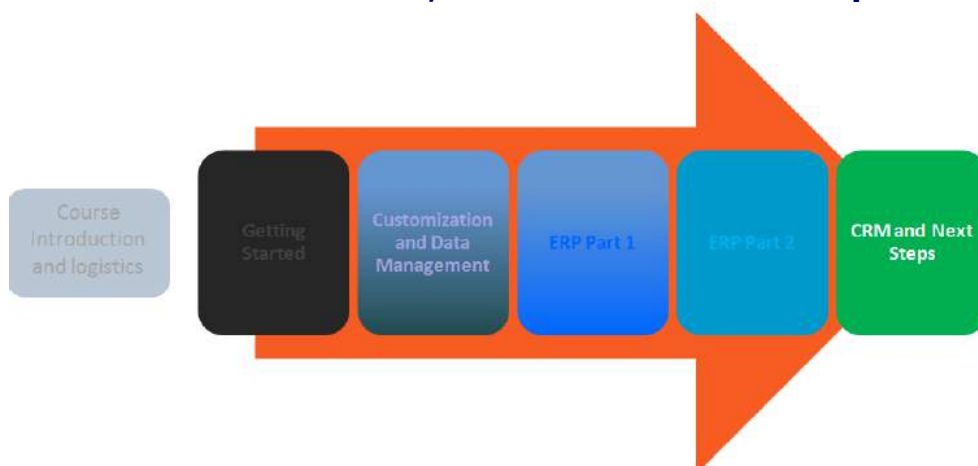 Course
Introduction
and logistics
Getting
Started
Customization
and Data
Management
ERP Part 1
ERP Part 2
CRM and Next
Steps